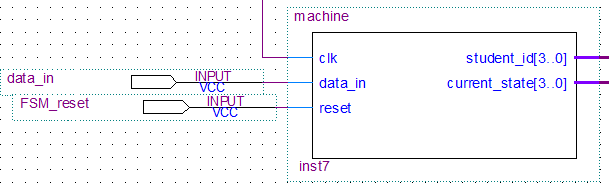 machine
clk student_id[3..0]
data_in INPUT data_in current_state[3..0]
VCC
FSM_reset INPUT reset
VCC
inst7